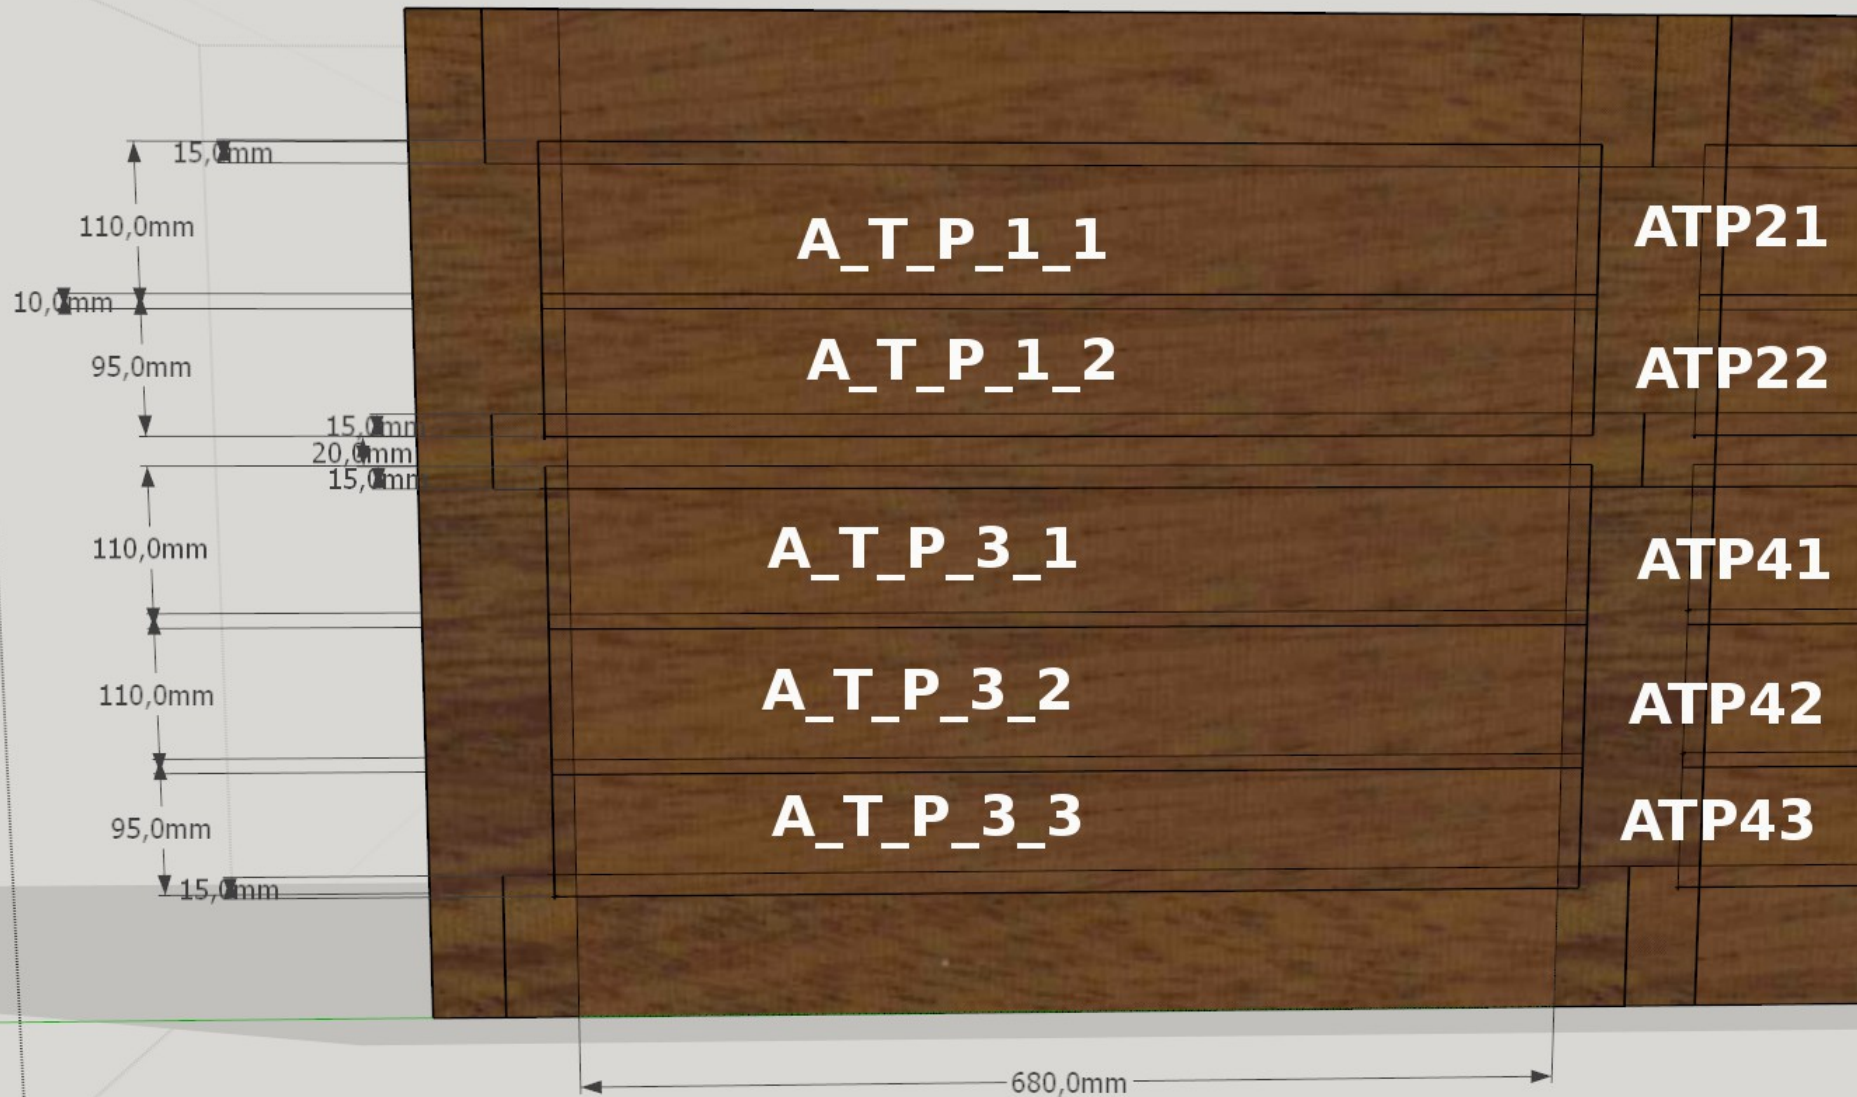 15,0mm
110,0mm
A_T_P_1_1
ATP21
10,0mm
A_T_P_1_2
95,0mm
ATP22
15,0mm
20,0mm
15,0mm
110,0mm
A_T_P_3_1
ATP41
110,0mm
A_T_P_3_2
ATP42
95,0mm
A_T_P_3_3
ATP43
15,0mm
680,0mm